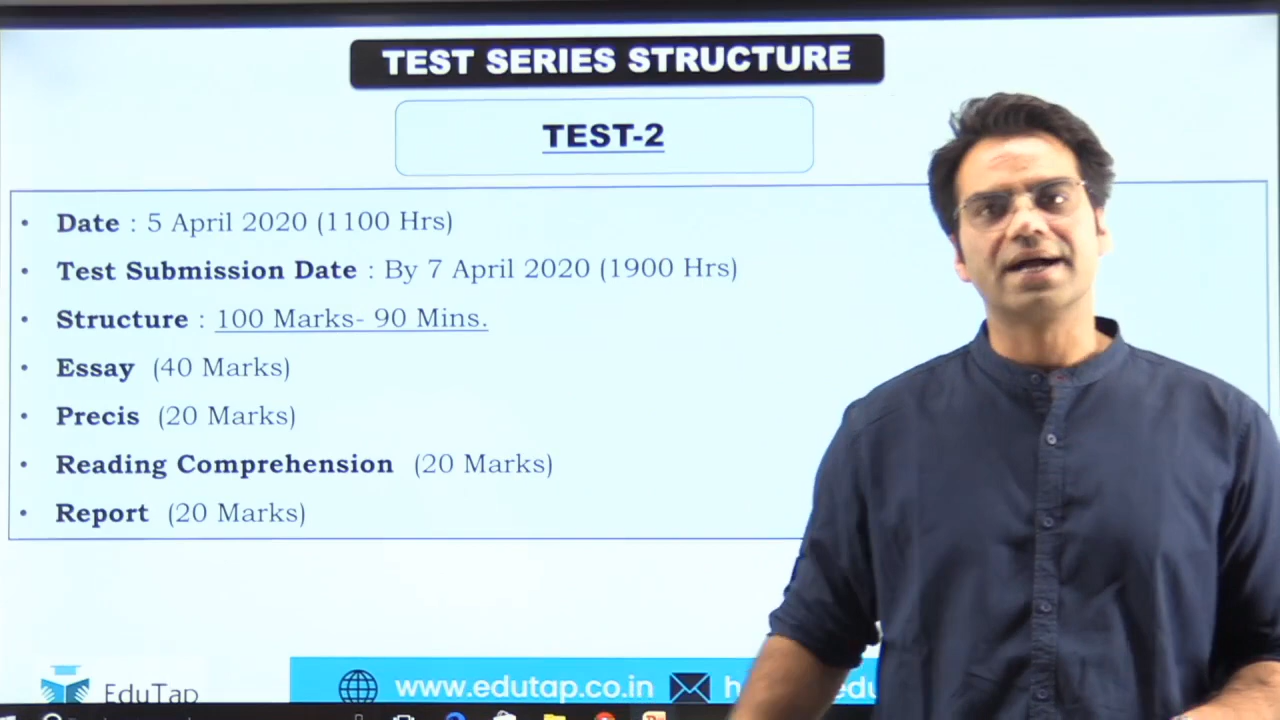 TEST SERIES STRUCTURE
TEST-2
• Date : 5 April 2020 (1100 Hrs)
• Test Submission Date : By 7 April 2020 (1900 Hrs)
• Structure : 100 Marks- 90 Mins.
• Essay (40 Marks)
• Precis (20 Marks)
• Reading Comprehension (20 Marks)
• Report (20 Marks)
EduTap
www.edutap.co.in